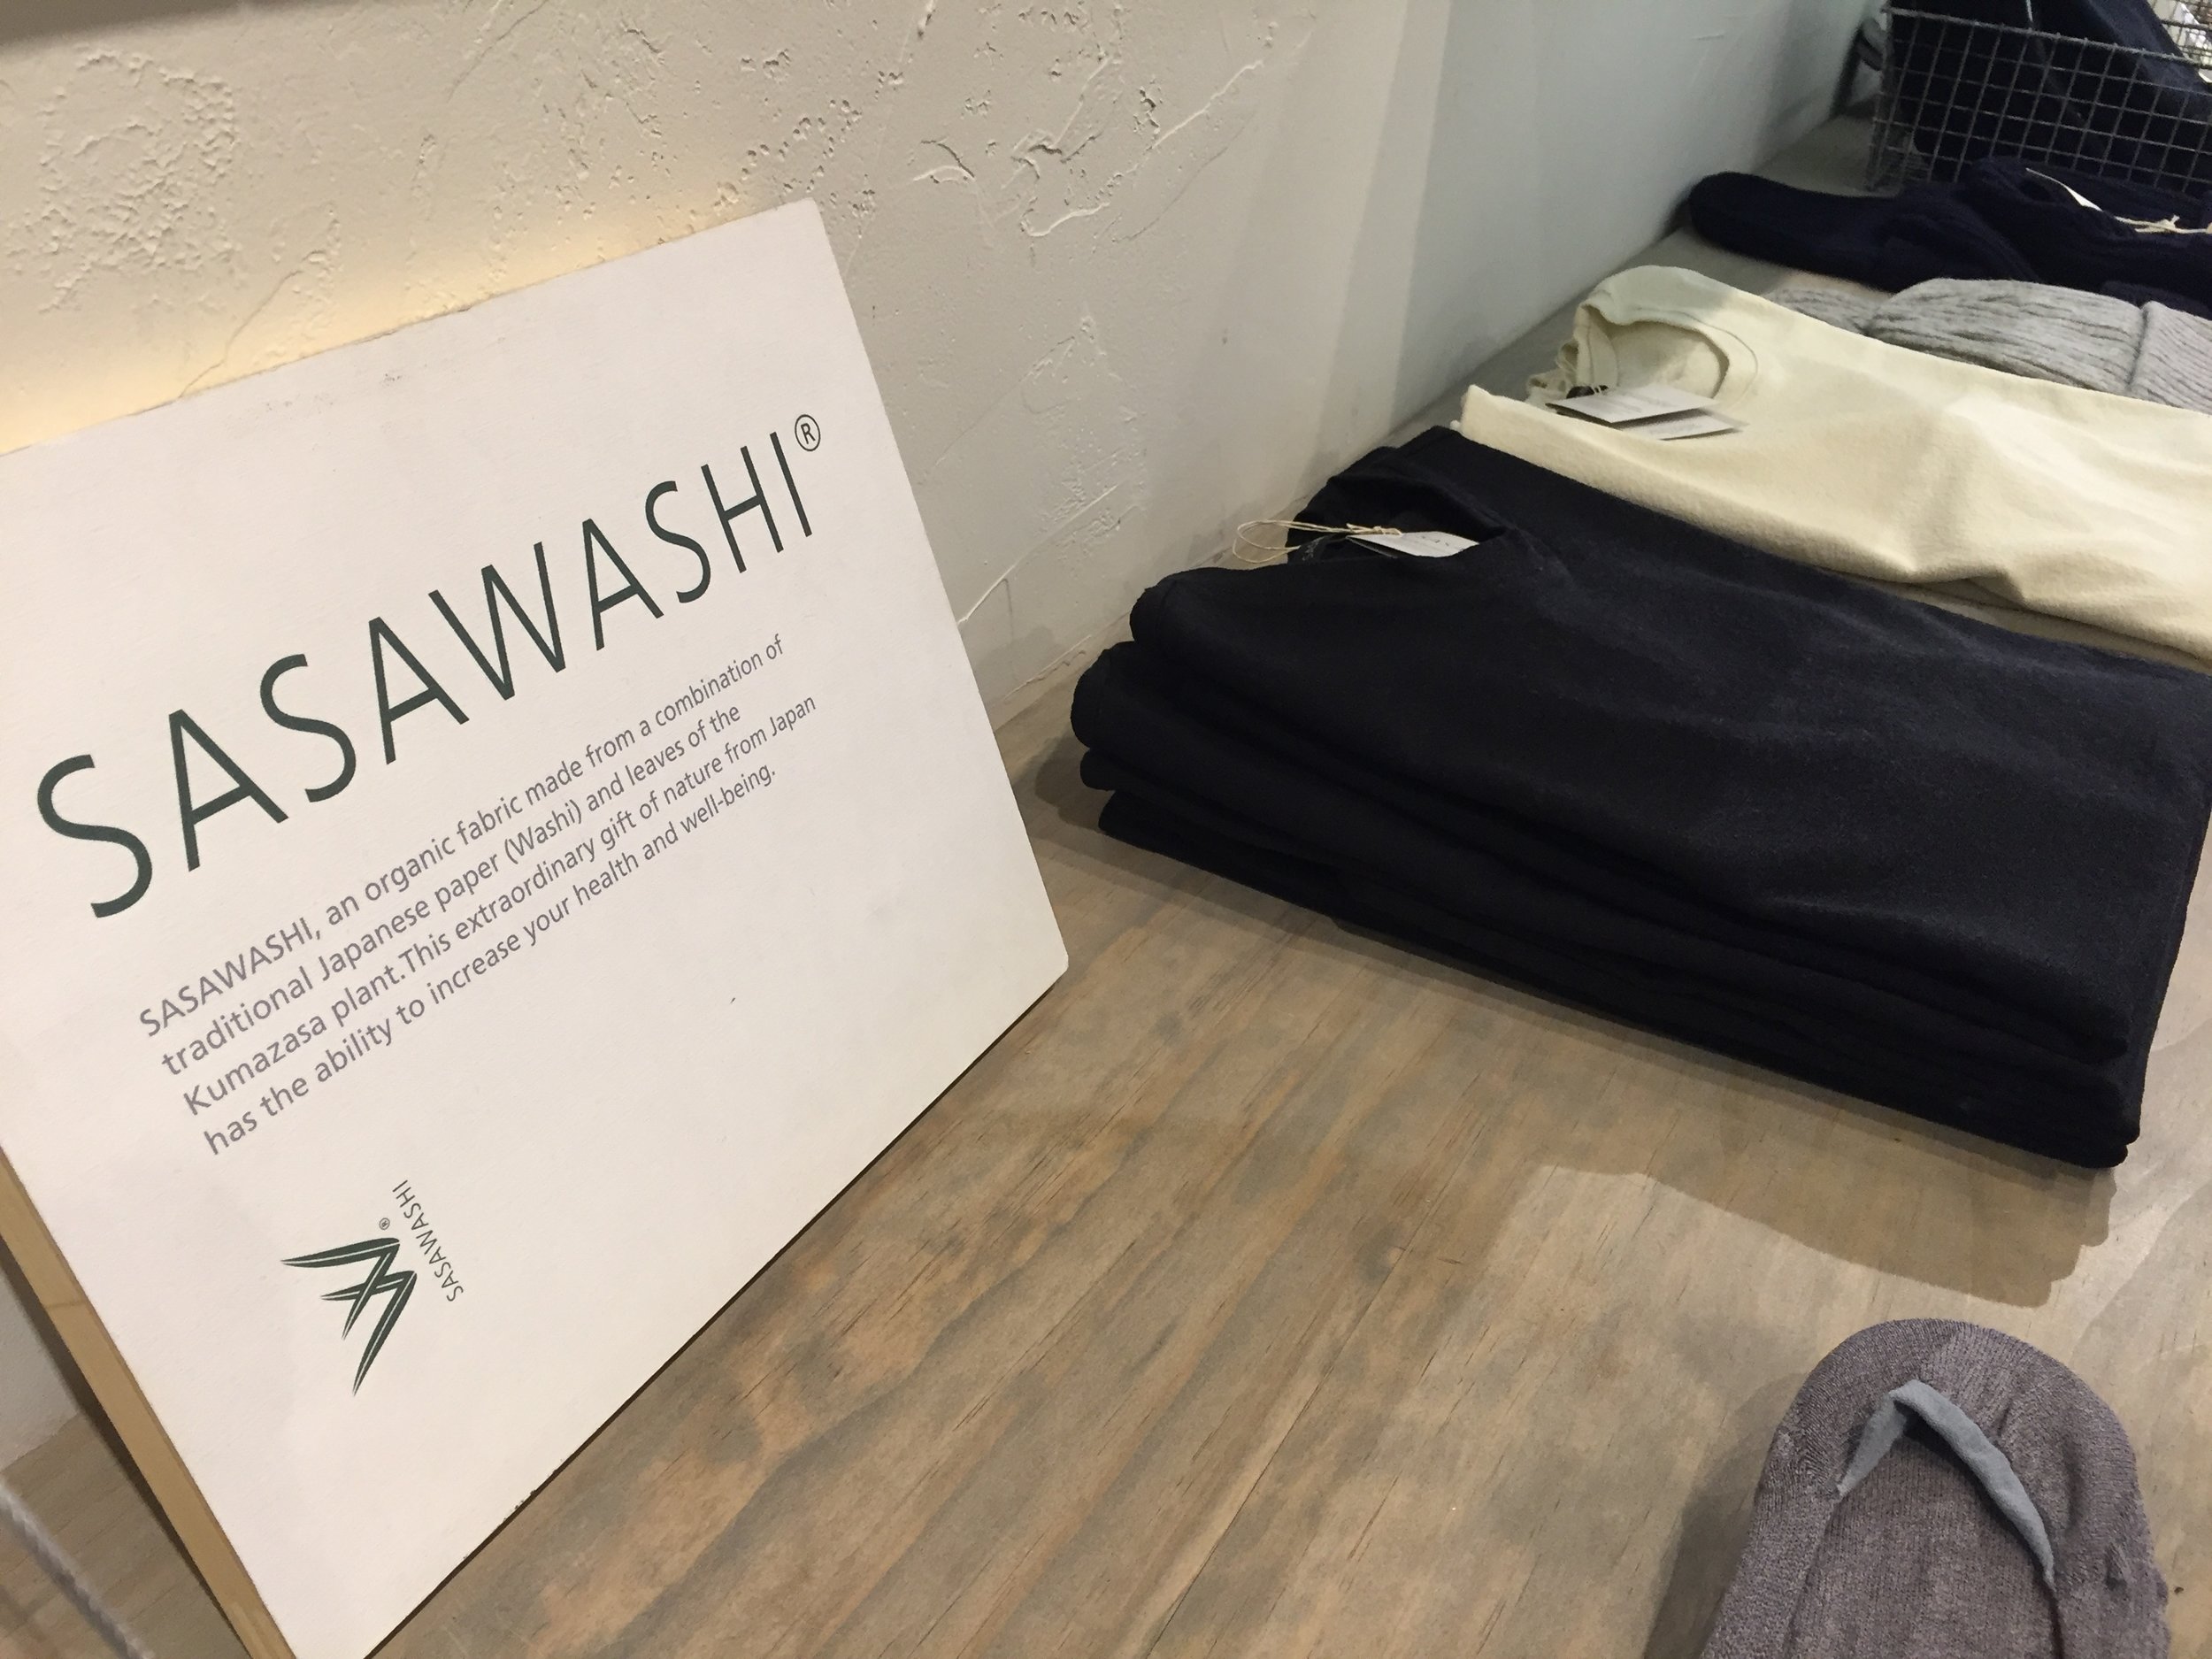 SASAWASHI®
SASAWASHI, an organic fabric made from a combination of
traditional Japanese paper (Washi) and leaves of the
Kumazasa plant.This extraordinary gift of nature from Japan
has the ability to increase your health and well-being.
®
SASAWASHI